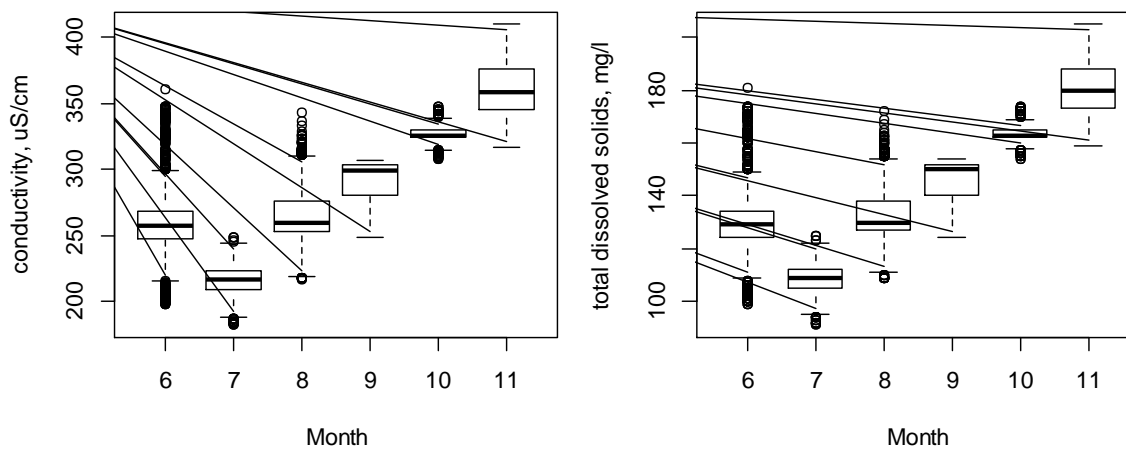 conductivity, uS/cm
400
350
300
250
200
6 7 8 9 10 11
Month
total dissolved solids, mg/l
180
140
100
6 7 8 9 10 11
Month